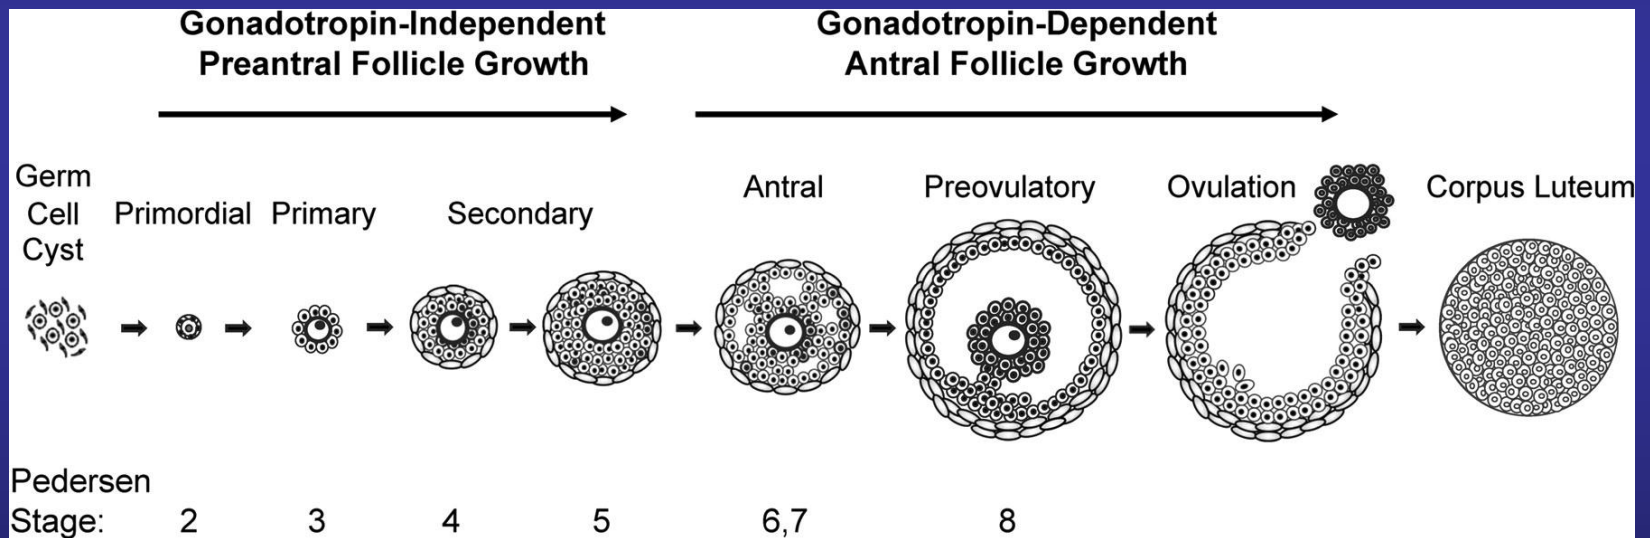 Gonadotropin-Independent
Preantral Follicle Growth
Gonadotropin-Dependent
Antral Follicle Growth
Germ
Cell
Cyst
Primordial
Primary
Secondary
Antral
Preovulatory
Ovulation
Corpus Luteum
Pedersen
Stage: 2 3 4 5 6,7 8